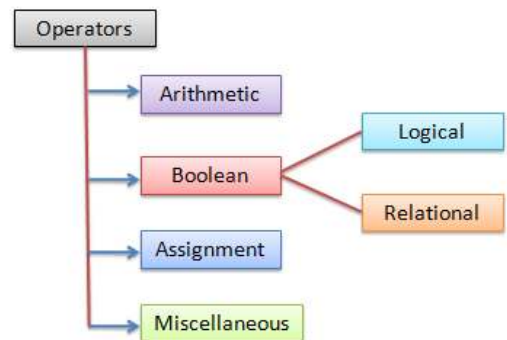 Operators
Arithmetic
Logical
Boolean
Relational
Assignment
Miscellaneous